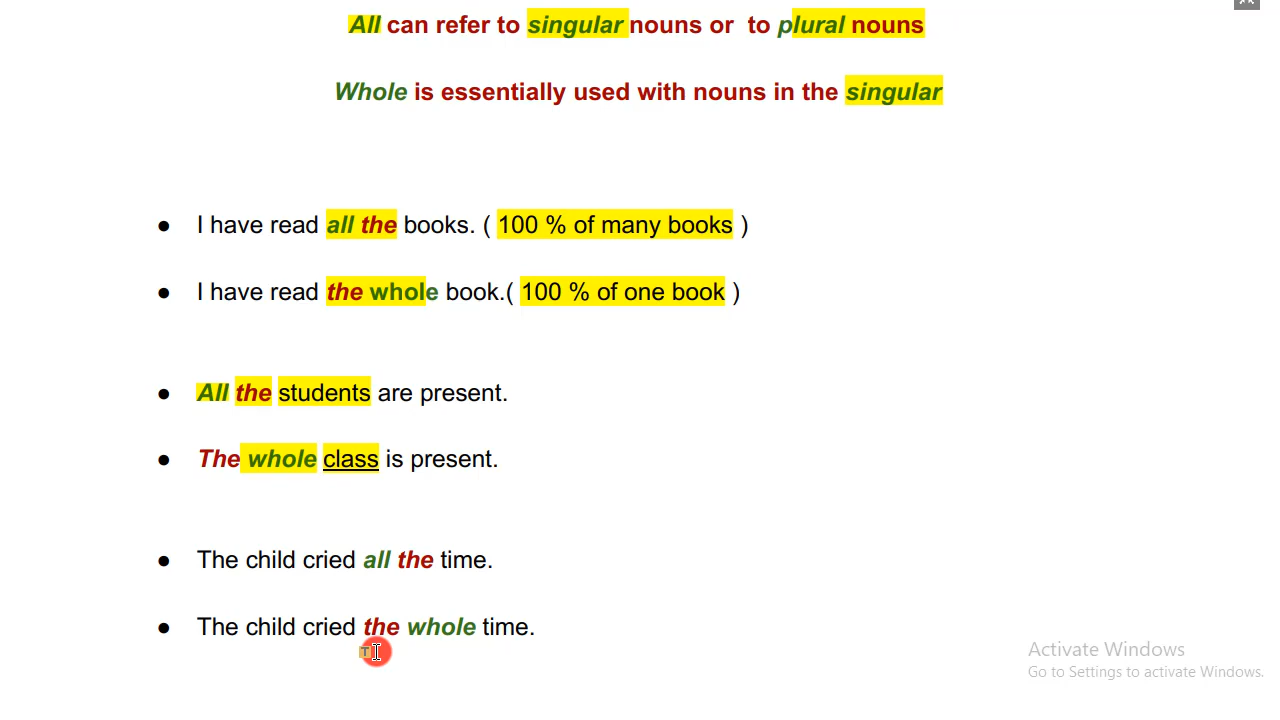 All can refer to singular nouns or to plural nouns
Whole is essentially used with nouns in the singular
● I have read all the books. ( 100 % of many books )
● I have read the whole book.( 100 % of one book )
● All the students are present.
● The whole class is present.
● The child cried all the time.
● The child cried the whole time.
T
Activate Windows
Go to Settings to activate Windows.